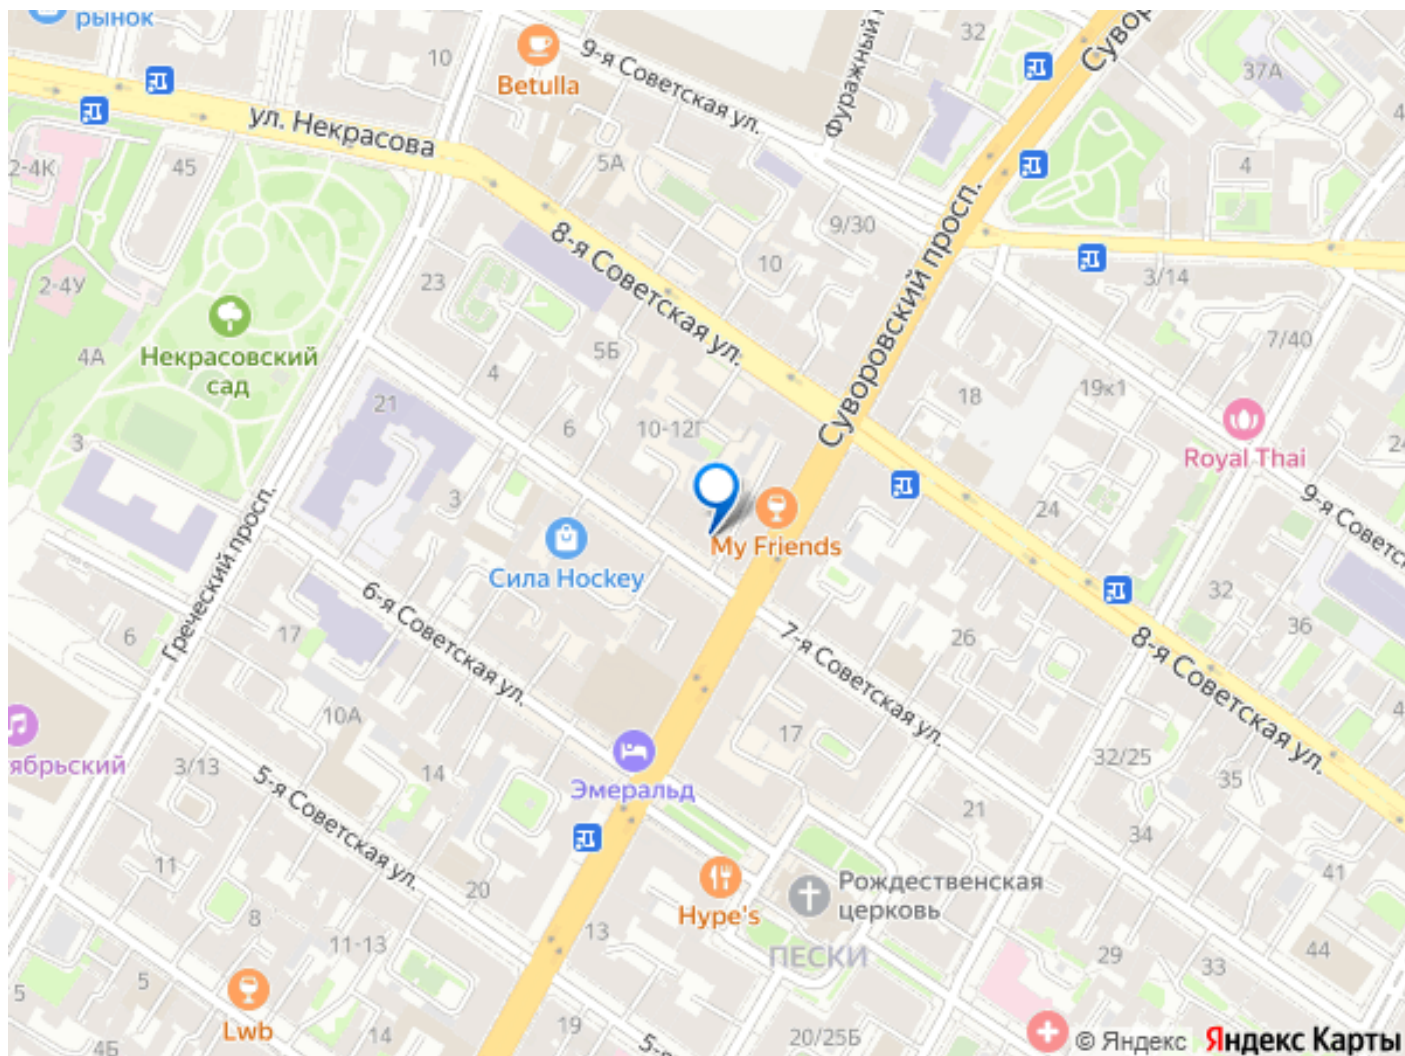 рынок
10
Betulla
9-я Советская ул.
Фуражный
32
Суво
37А
ул. Некрасова
2-4К
45
5А
4
9/30
Суворовский просп.
8-я Советская ул.
10
3/14
2-4У
23
Некрасовский
сад
4А
5Б
4
7/40
21
6
10-12Г
18
19к1
Royal Thai
24
3
3
My Friends
24
9-я Советс
Сила Hockey
Греческий просп.
6-я Советская ул.
6
17
7-я Советская ул.
26
32
36
8-я Советская ул.
10А
17
4
ябрьский
3/13
14
Эмеральд
32/25
35
5-я Советская ул.
21
34
11
20
Hype's
Рождественская
церковь
41
8
13
11-13
ПЕСКИ
29
33
44
5
5
Lwb
14
19
5-я
20/25Б
4Б
© Яндекс Яндекс Карты